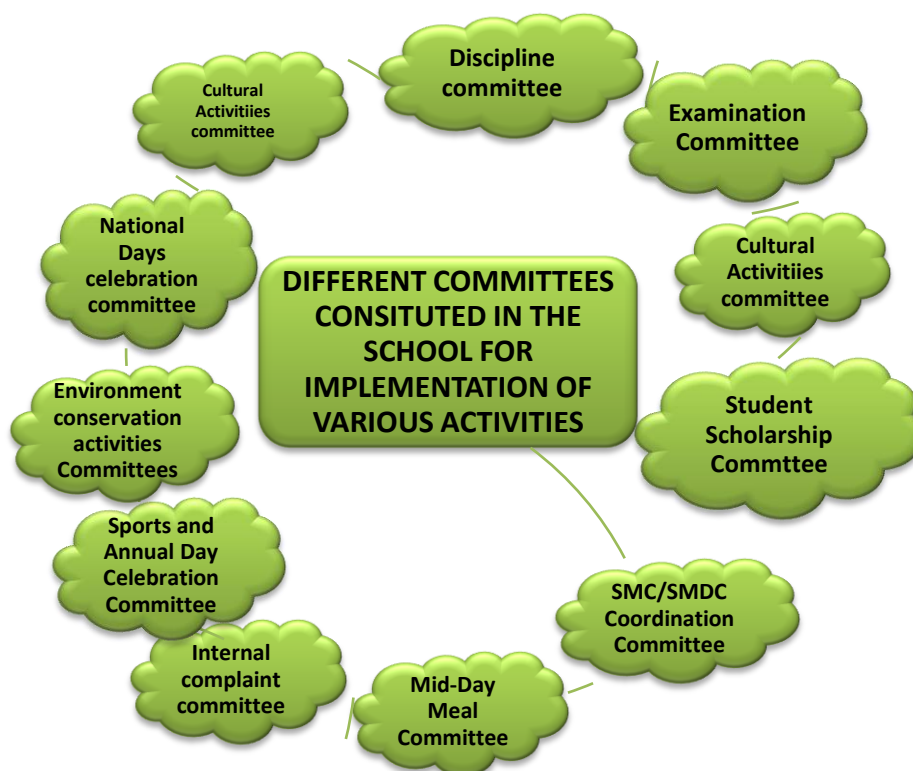 Discipline
committee
Examination
Committee
Cultural
Activitiies
committee
Student
Scholarship
Commttee
SMC/SMDC
Coordination
Committee
Mid-Day
Meal
Committee
Internal
complaint
committee
Sports and
Annual Day
Celebration
Committee
Environment
conservation
activities
Committees
National
Days
celebration
committee
Cultural
Activitiies
committee
DIFFERENT COMMITTEES
CONSITUTED IN THE
SCHOOL FOR
IMPLEMENTATION OF
VARIOUS ACTIVITIES